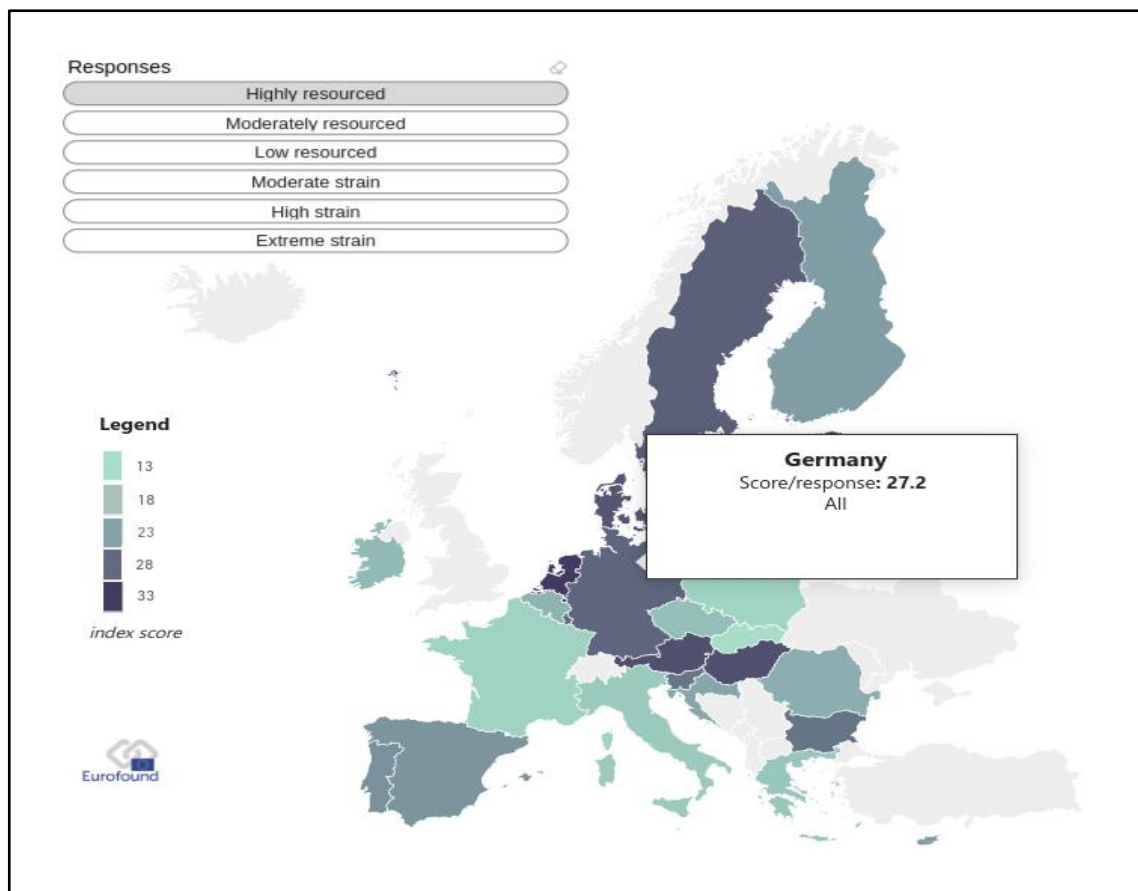 Responses
Highly resourced
Moderately resourced
Low resourced
Moderate strain
High strain
Extreme strain
Legend
13
18
23
28
33
index score
Germany
Score/response: 27.2
All
Eurofound